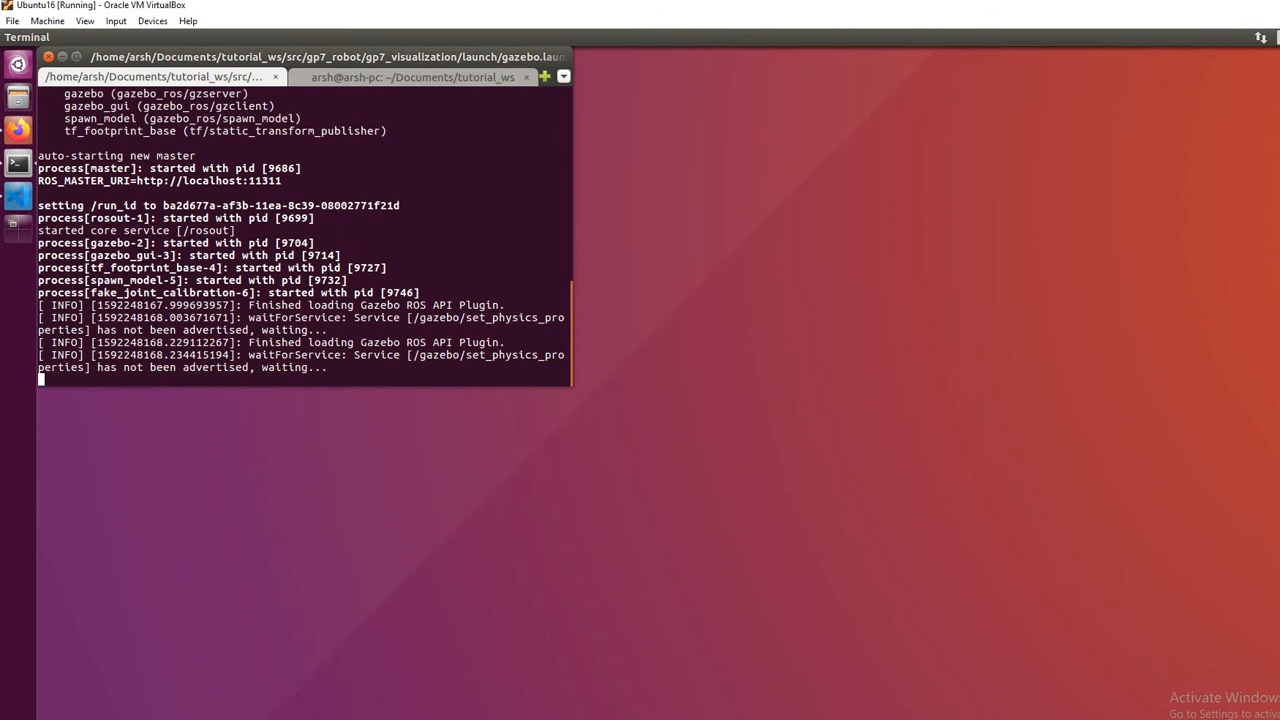 Ubuntu16 [Running] - Oracle VM VirtualBox
File Machine View Input Devices Help
Terminal
/home/arsh/Documents/tutorial_ws/src/gp7_robot/gp7_visualization/launch/gazebo.laun
/home/arsh/Documents/tutorial_ws/src/... × arsh@arsh-pc: ~/Documents/tutorial_ws ×
gazebo (gazebo_ros/gzserver)
gazebo_gui (gazebo_ros/gzclient)
spawn_model (gazebo_ros/spawn_model)
tf_footprint_base (tf/static_transform_publisher)
auto-starting new master
process[master]: started with pid [9686]
ROS_MASTER_URI=http://localhost:11311
setting /run_id to ba2d677a-af3b-11ea-8c39-08002771f21d
process[rosout-1]: started with pid [9699]
started core service [/rosout]
process[gazebo-2]: started with pid [9704]
process[gazebo_gui-3]: started with pid [9714]
process[tf_footprint_base-4]: started with pid [9727]
process[spawn_model-5]: started with pid [9732]
process[fake_joint_calibration-6]: started with pid [9746]
[ INFO] [1592248167.999693957]: Finished loading Gazebo ROS API Plugin.
[ INFO] [1592248168.003671671]: waitForService: Service [/gazebo/set_physics_pro
perties] has not been advertised, waiting...
[ INFO] [1592248168.229112267]: Finished loading Gazebo ROS API Plugin.
[ INFO] [1592248168.234415194]: waitForService: Service [/gazebo/set_physics_pro
perties] has not been advertised, waiting...
Activate Window
Go to Settings to activa